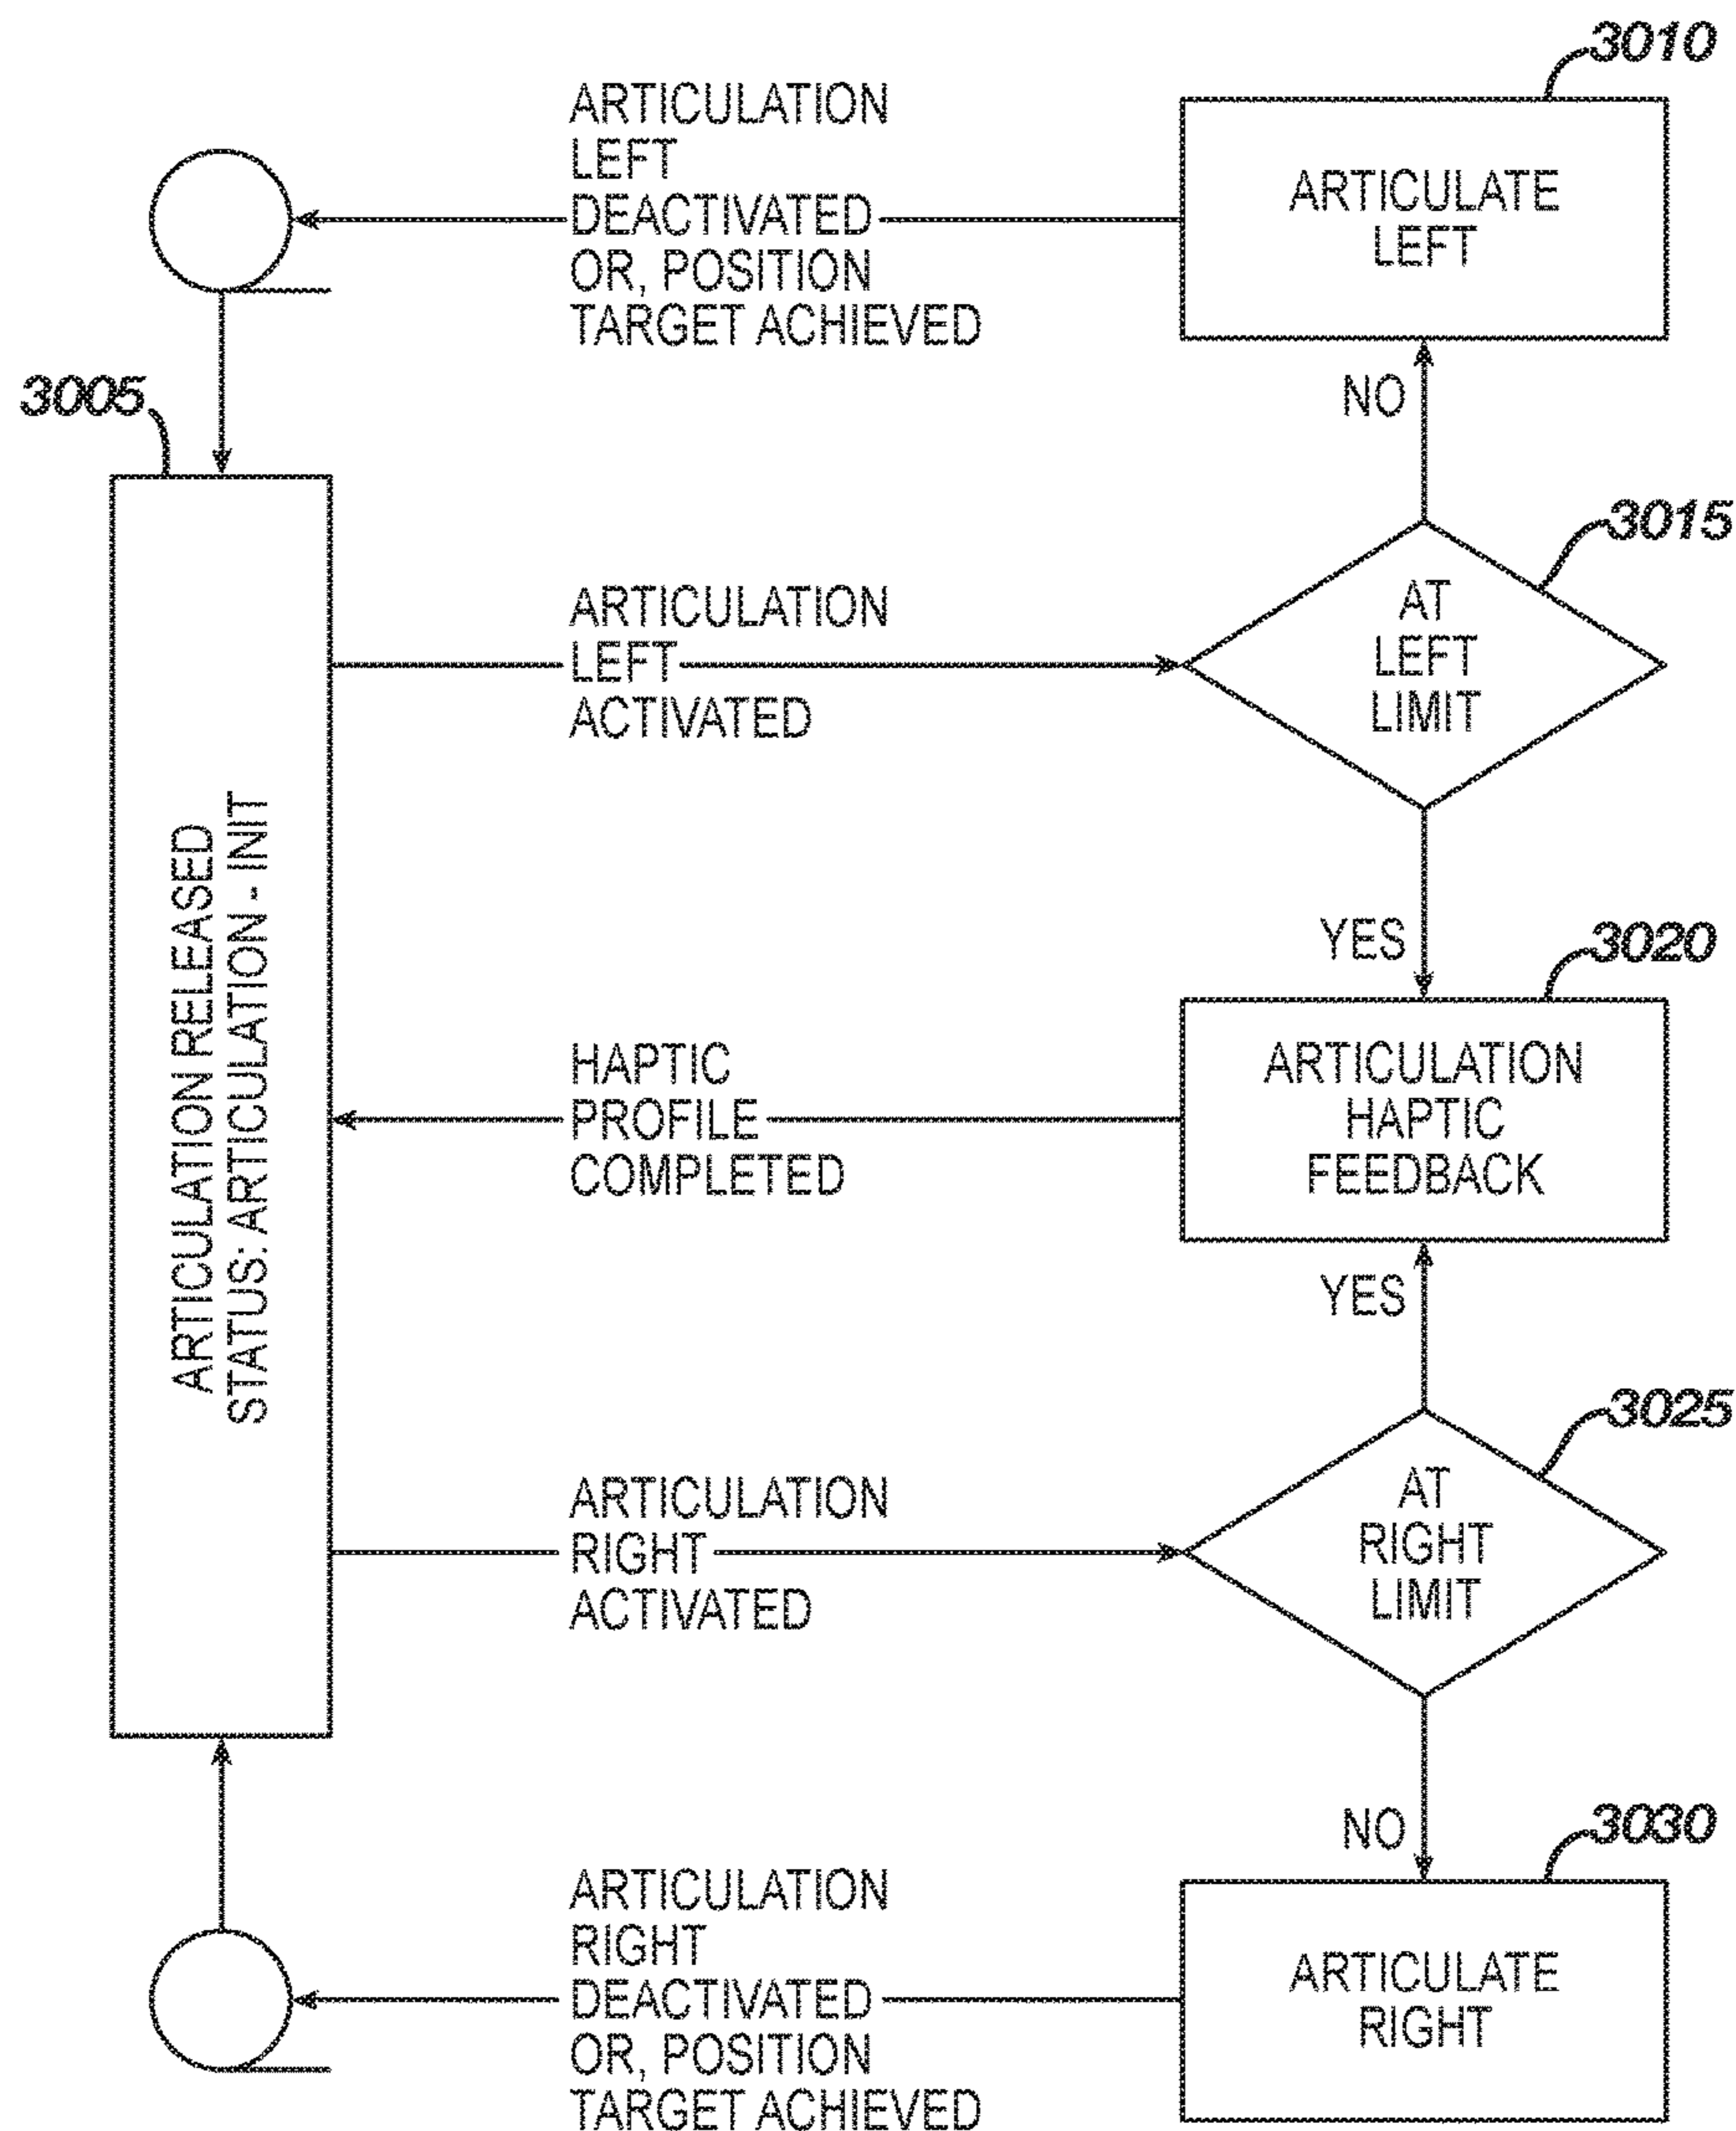 3010
ARTICULATION
LEFT
DEACTIVATED
OR, POSITION
TARGET ACHIEVED
ARTICULATE
LEFT
NO
3005
3015
ARTICULATION
LEFT
ACTIVATED
AT
LEFT
LIMIT
YES
3020
ARTICULATION RELEASED
STATUS: ARTICULATION - INIT
HAPTIC
PROFILE
COMPLETED
ARTICULATION
HAPTIC
FEEDBACK
YES
3025
ARTICULATION
RIGHT
ACTIVATED
AT
RIGHT
LIMIT
NO
3030
ARTICULATION
RIGHT
DEACTIVATED
OR, POSITION
TARGET ACHIEVED
ARTICULATE
RIGHT